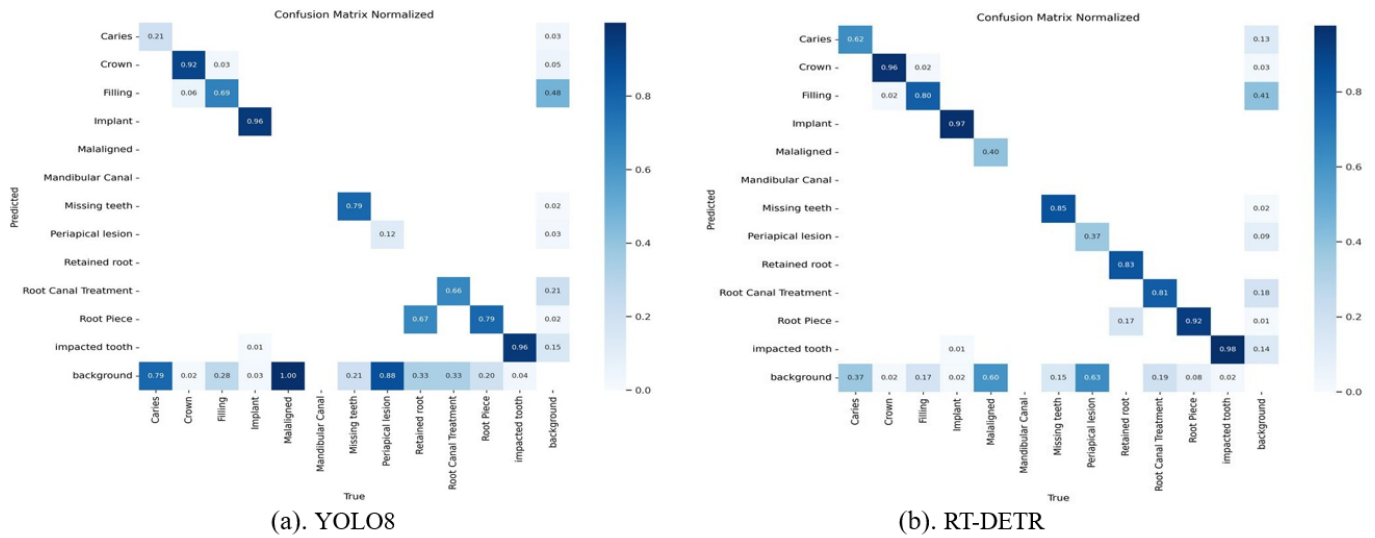 Confusion Matrix Normalized
Predicted
Caries 0.21 0.03
Crown 0.92 0.03 0.05
Filling 0.06 0.69 0.48
Implant 0.96
Malaligned
Mandibular Canal
Missing teeth 0.79 0.02
Periapical lesion 0.12 0.03
Retained root
Root Canal Treatment 0.66 0.21
Root Piece 0.67 0.79 0.02
impacted tooth 0.01 0.96 0.15
background 0.79 0.02 0.28 0.03 1.00 0.21 0.88 0.33 0.33 0.20 0.04
Caries
Crown
Filling
Implant
Malaligned
Mandibular Canal
Missing teeth
Periapical lesion
Retained root
Root Canal Treatment
Root Piece
impacted tooth
background
True
0.8
0.6
0.4
0.2
0.0
(a). YOLO8
Confusion Matrix Normalized
Predicted
Caries 0.62 0.13
Crown 0.96 0.02 0.03
Filling 0.02 0.80 0.41
Implant 0.97
Malaligned 0.40
Mandibular Canal
Missing teeth 0.85 0.02
Periapical lesion 0.37 0.09
Retained root 0.83
Root Canal Treatment 0.81 0.18
Root Piece 0.17 0.92 0.01
impacted tooth 0.01 0.98 0.14
background 0.37 0.02 0.17 0.02 0.60 0.15 0.63 0.19 0.08 0.02
Caries
Crown
Filling
Implant
Malaligned
Mandibular Canal
Missing teeth
Periapical lesion
Retained root
Root Canal Treatment
Root Piece
impacted tooth
background
True
0.8
0.6
0.4
0.2
0.0
(b). RT-DETR